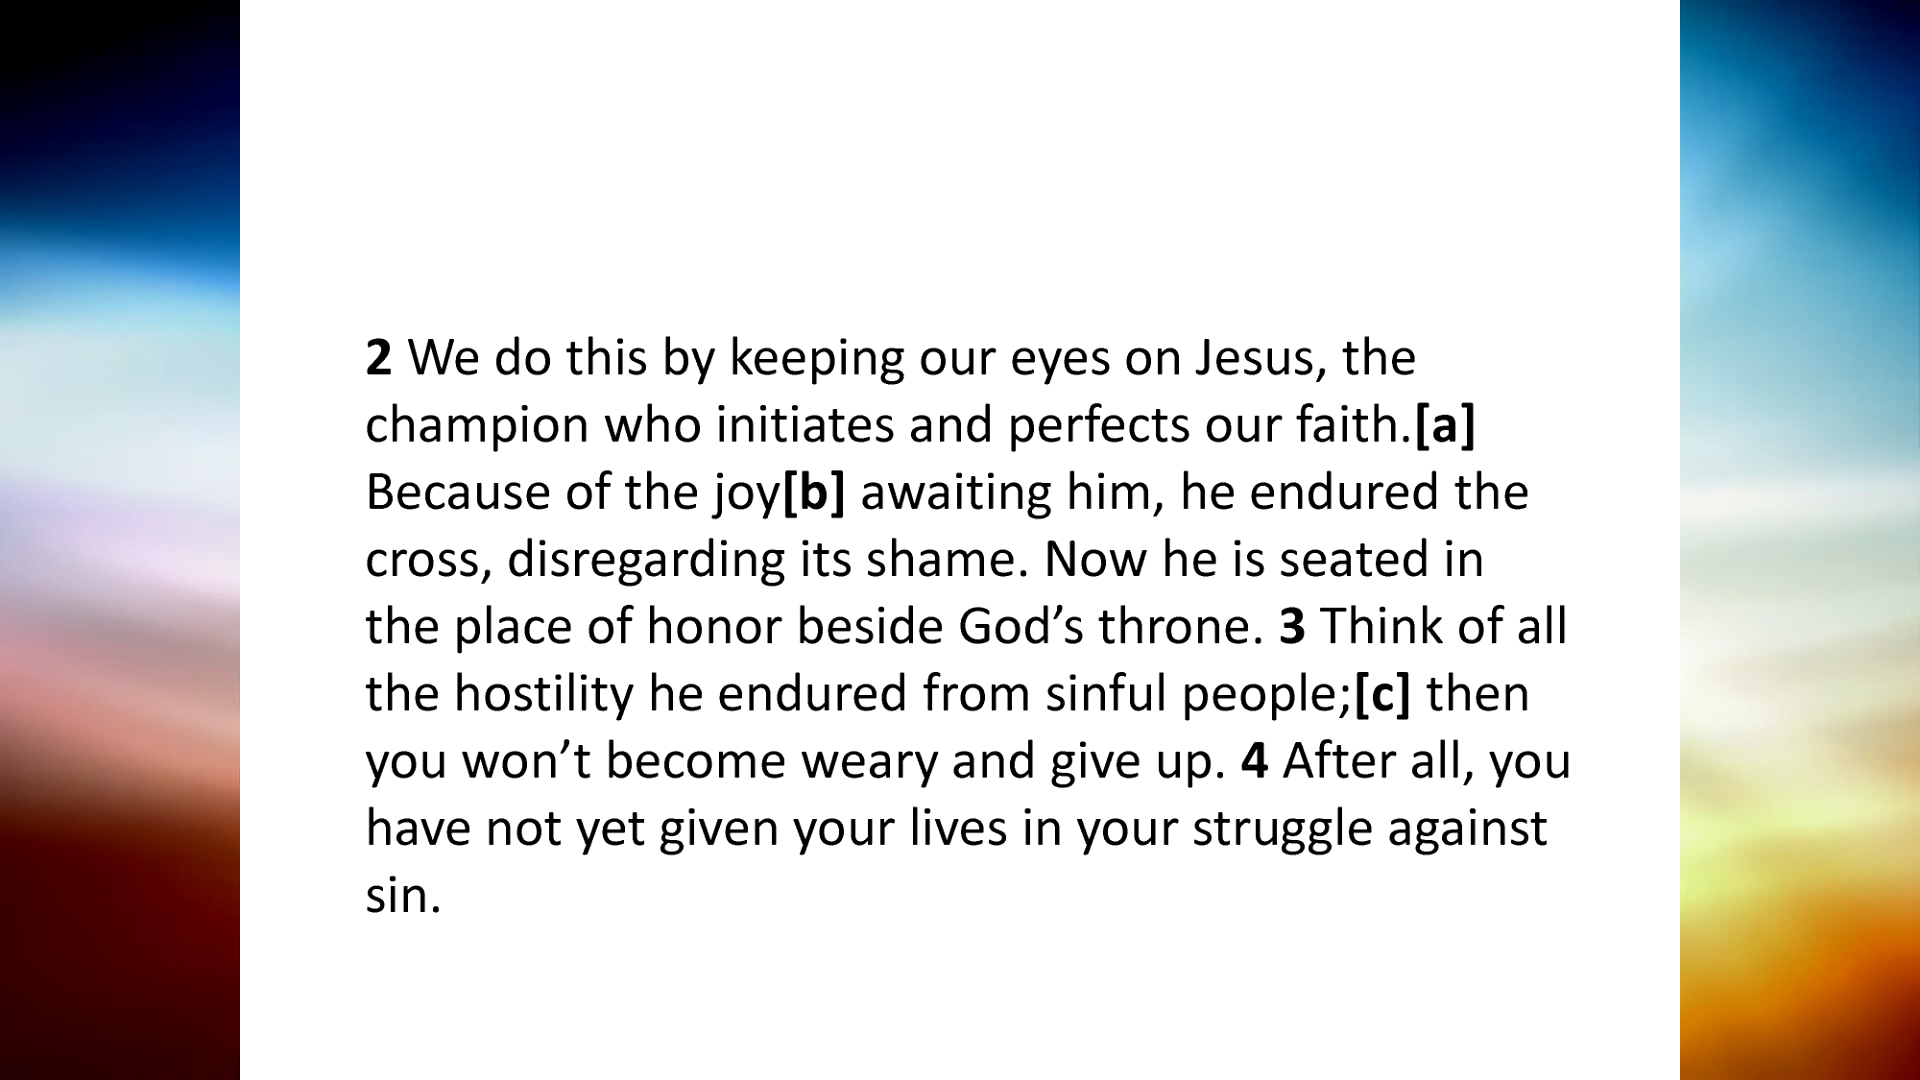 2 We do this by keeping our eyes on Jesus, the
champion who initiates and perfects our faith.[a]
Because of the joy[b] awaiting him, he endured the
cross, disregarding its shame. Now he is seated in
the place of honor beside God’s throne. 3 Think of all
the hostility he endured from sinful people;[c] then
you won’t become weary and give up. 4 After all, you
have not yet given your lives in your struggle against
sin.